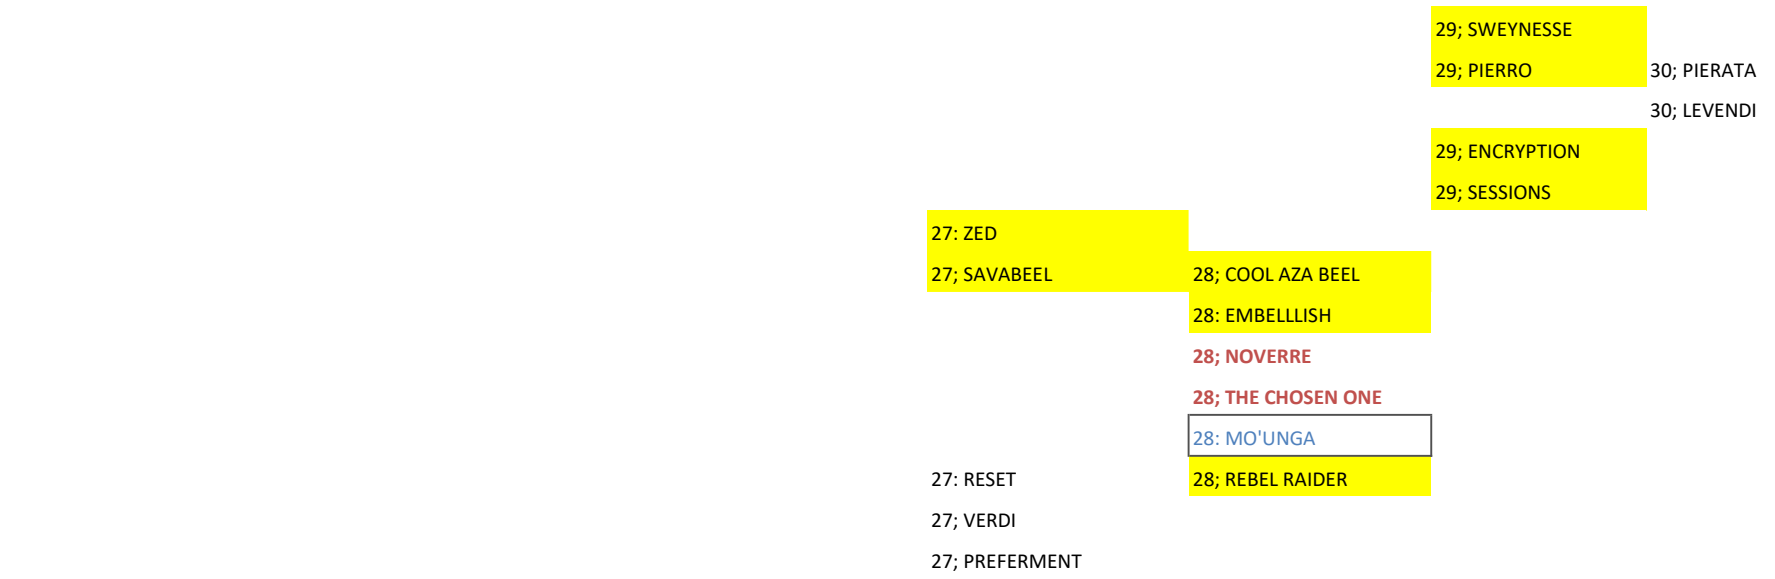 29; SWEYNESSE
29; PIERRO 30; PIERATA
30; LEVENDI
29; ENCRYPTION
29; SESSIONS
27: ZED
27; SAVABEEL 28; COOL AZA BEEL
28: EMBELLLISH
28; NOVERRE
28; THE CHOSEN ONE
28: MO'UNGA
27: RESET 28; REBEL RAIDER
27; VERDI
27; PREFERMENT